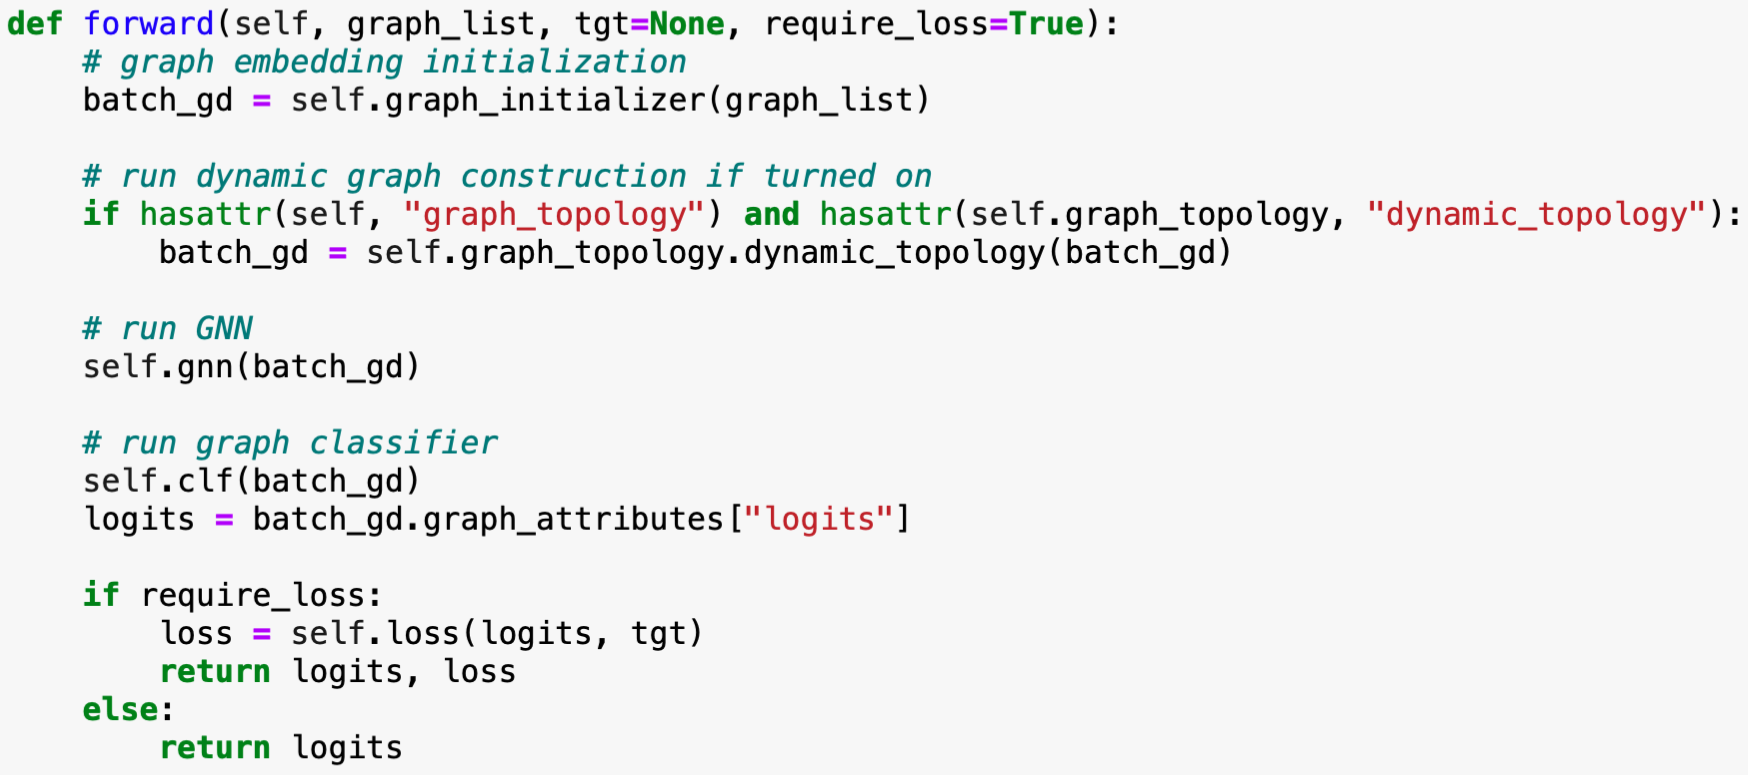 def forward(self, graph_list, tgt=None, require_loss=True):
    # graph embedding initialization
    batch_gd = self.graph_initializer(graph_list)

    # run dynamic graph construction if turned on
    if hasattr(self, "graph_topology") and hasattr(self.graph_topology, "dynamic_topology"):
        batch_gd = self.graph_topology.dynamic_topology(batch_gd)

    # run GNN
    self.gnn(batch_gd)

    # run graph classifier
    self.clf(batch_gd)
    logits = batch_gd.graph_attributes["logits"]

    if require_loss:
        loss = self.loss(logits, tgt)
        return logits, loss
    else:
        return logits